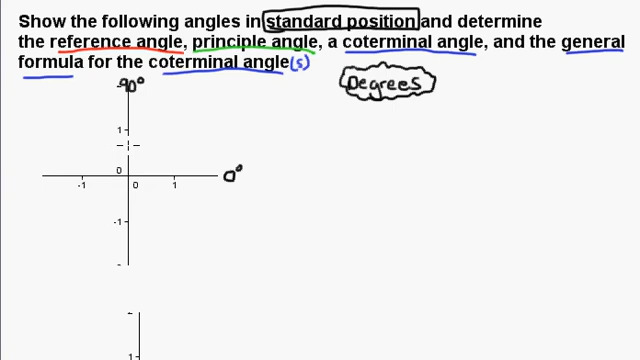 Show the following angles in standard position and determine
the reference angle, principle angle, a coterminal angle, and the general
formula for the coterminal angle(s)
Degrees
90°
1
0
-1
0
1
0°
-1
1